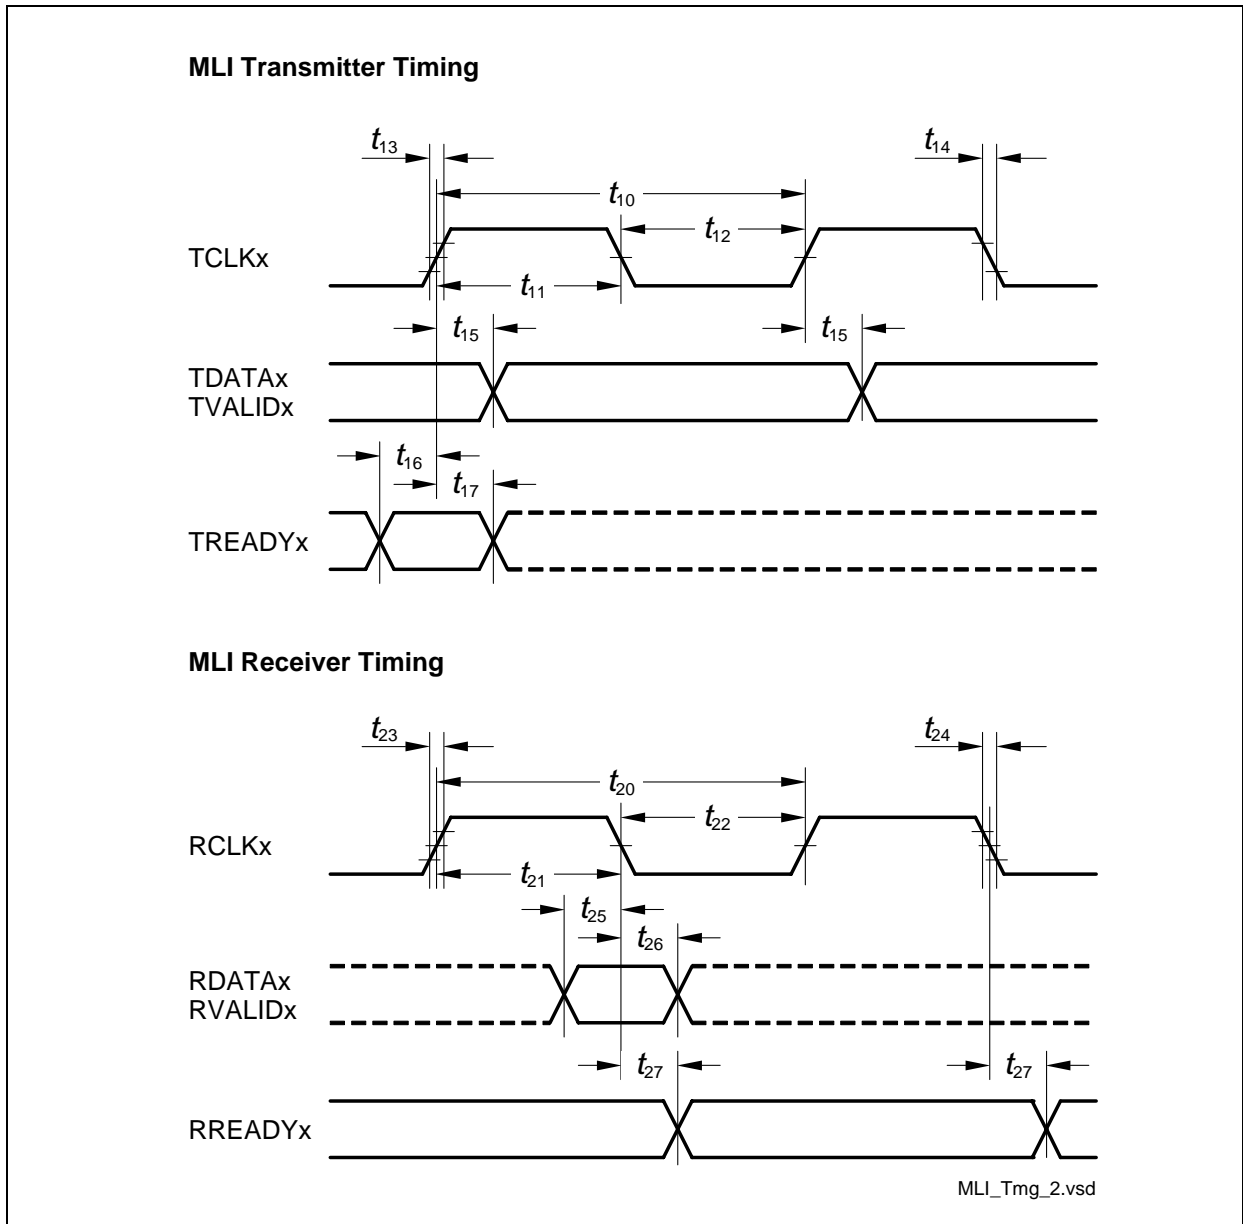 MLI Transmitter Timing
t13
t14
t10
t12
TCLKx
t11
t15
t15
TDATAx
TVALIDx
t16
t17
TREADYx
MLI Receiver Timing
t23
t24
t20
t22
RCLKx
t21
t25
t26
RDATAx
RVALIDx
t27
t27
RREADYx
MLI_Tmg_2.vsd